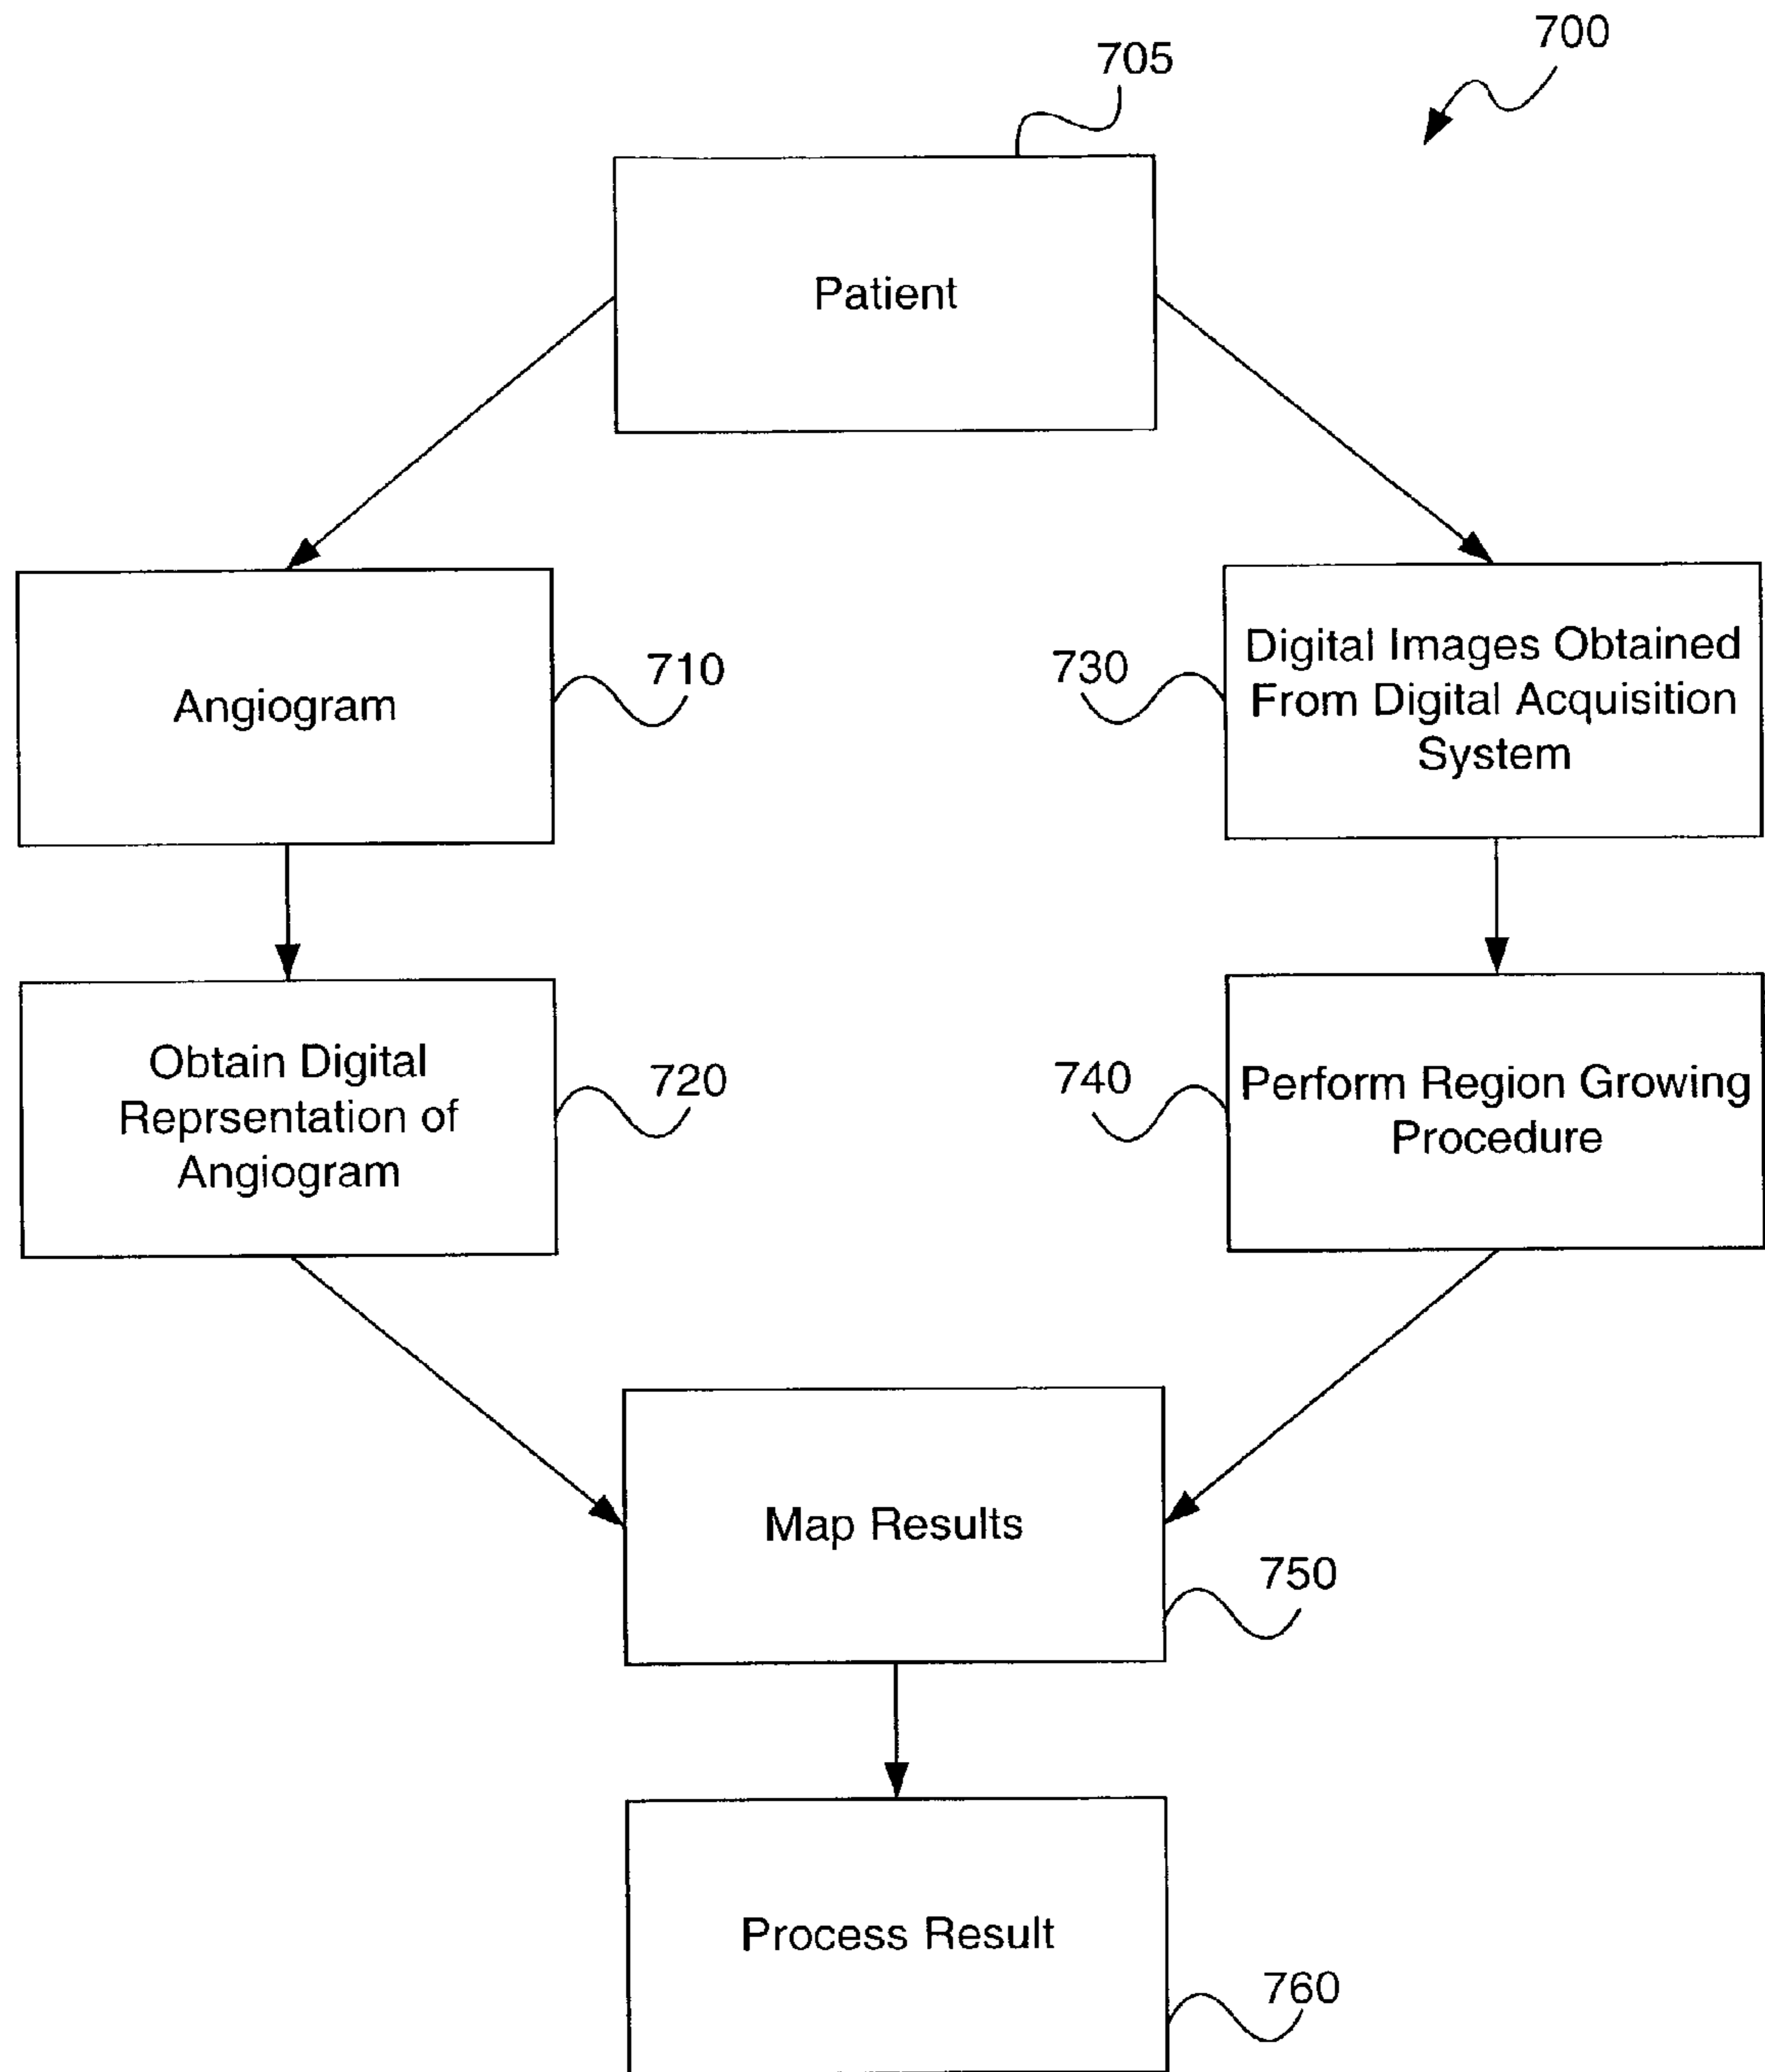 700
705
Patient
Angiogram
710
730
Digital Images Obtained
From Digital Acquisition
System
Obtain Digital
Reprsentation of
Angiogram
720
740
Perform Region Growing
Procedure
Map Results
750
Process Result
760